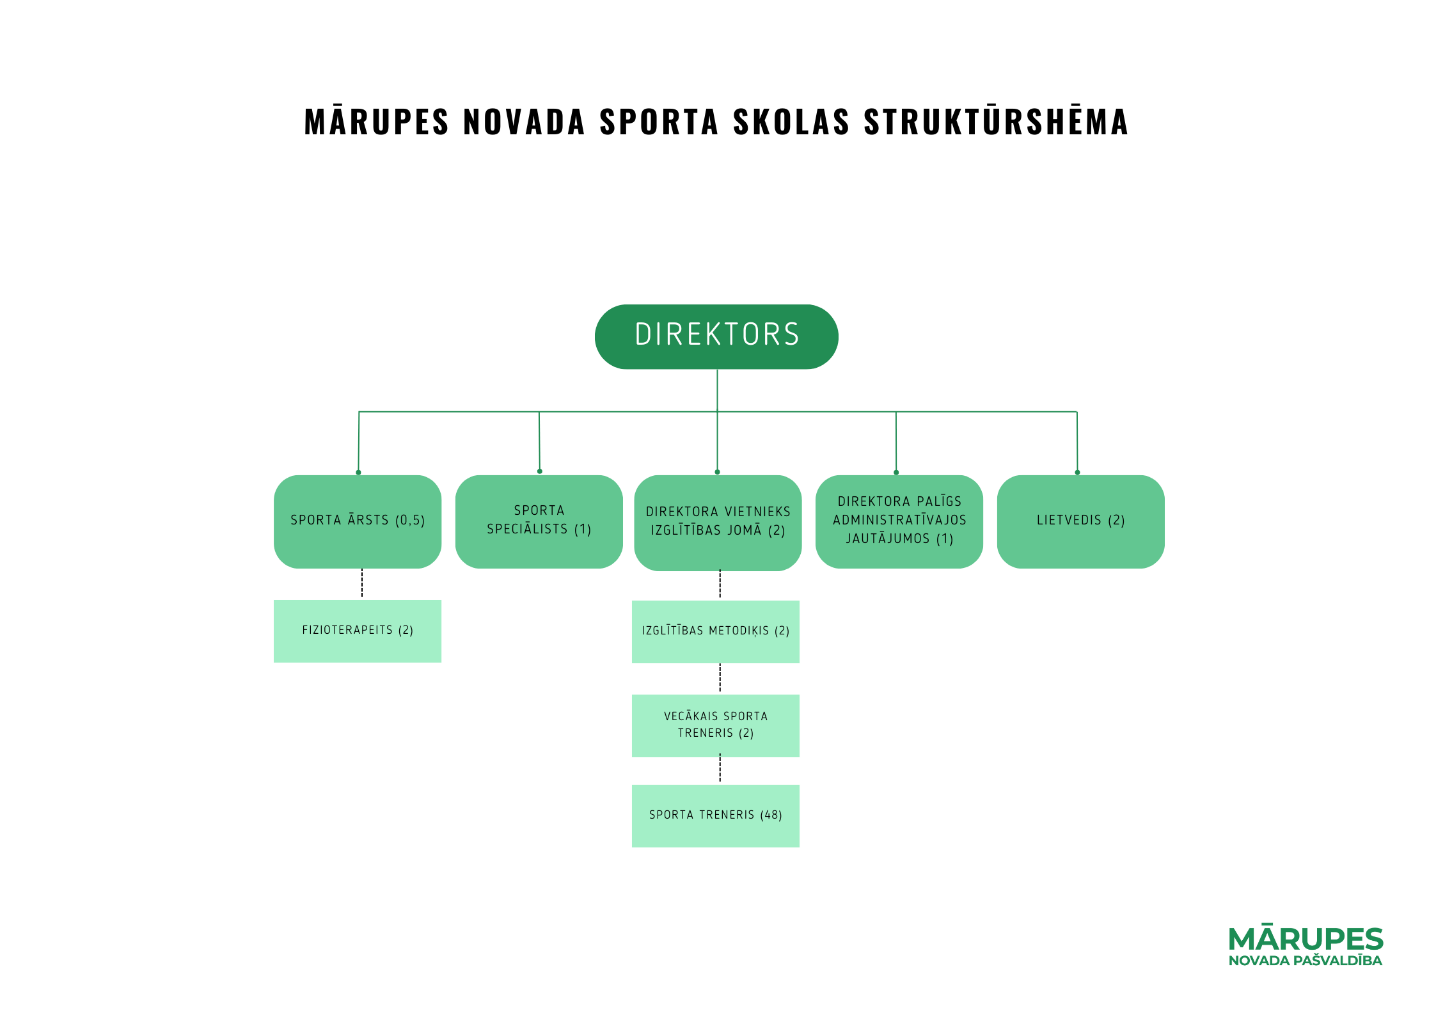 MĀRUPES NOVADA SPORTA SKOLAS STRUKTŪRSHĒMA
DIREKTORS
SPORTA ĀRSTS (0,5)
SPORTA
SPECIĀLISTS (1)
DIREKTORA VIETNIEKS
IZGLĪTĪBAS JOMĀ (2)
DIREKTORA PALĪGS
ADMINISTRATĪVAJOS
JAUTĀJUMOS (1)
LIETVEDIS (2)
FIZIOTERAPEITS (2)
IZGLĪTĪBAS METODIĶIS (2)
VECĀKAIS SPORTA
TRENERIS (2)
SPORTA TRENERIS (48)
MĀRUPES
NOVADA PAŠVALDĪBA